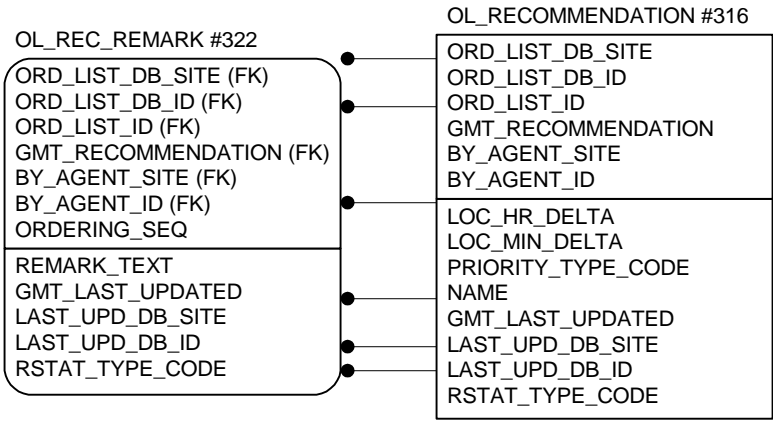 OL_REC_REMARK #322
ORD_LIST_DB_SITE (FK)
ORD_LIST_DB_ID (FK)
ORD_LIST_ID (FK)
GMT_RECOMMENDATION (FK)
BY_AGENT_SITE (FK)
BY_AGENT_ID (FK)
ORDERING_SEQ
REMARK_TEXT
GMT_LAST_UPDATED
LAST_UPD_DB_SITE
LAST_UPD_DB_ID
RSTAT_TYPE_CODE
OL_RECOMMENDATION #316
ORD_LIST_DB_SITE
ORD_LIST_DB_ID
ORD_LIST_ID
GMT_RECOMMENDATION
BY_AGENT_SITE
BY_AGENT_ID
LOC_HR_DELTA
LOC_MIN_DELTA
PRIORITY_TYPE_CODE
NAME
GMT_LAST_UPDATED
LAST_UPD_DB_SITE
LAST_UPD_DB_ID
RSTAT_TYPE_CODE